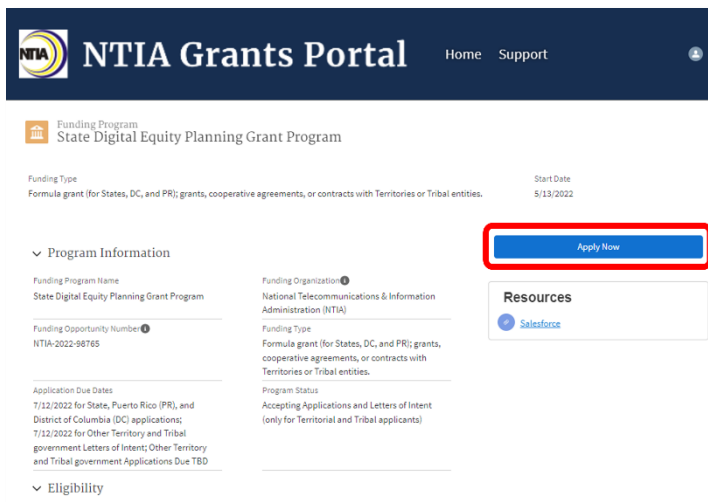 NTIA
NTIA Grants Portal
Home Support
Funding Program
State Digital Equity Planning Grant Program
Funding Type
Start Date
Formula grant (for States, DC, and PR); grants, cooperative agreements, or contracts with Territories or Tribal entities.
5/13/2022
Program Information
Apply Now
Funding Program Name
State Digital Equity Planning Grant Program
Funding Organization
National Telecommunications & Information
Administration (NTIA)
Resources
Salesforce
Funding Opportunity Number
NTIA-2022-98765
Funding Type
Formula grant (for States, DC, and PR); grants,
cooperative agreements, or contracts with
Territories or Tribal entities.
Application Due Dates
7/12/2022 for State, Puerto Rico (PR), and
District of Columbia (DC) applications;
7/12/2022 for Other Territory and Tribal
government Letters of Intent; Other Territory
and Tribal government Applications Due TBD
Program Status
Accepting Applications and Letters of Intent
(only for Territorial and Tribal applicants)
Eligibility